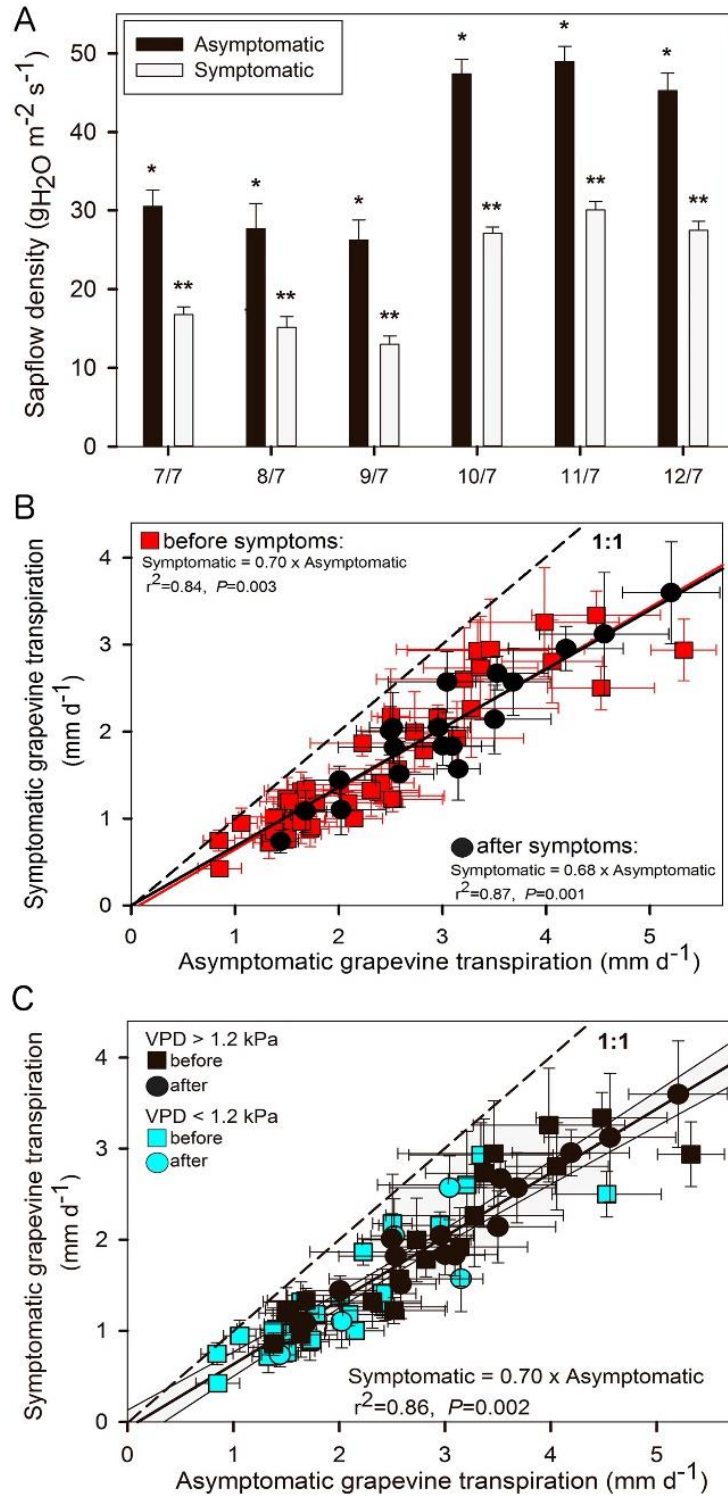 A
Asymptomatic
Symptomatic
Sapflow density (gH2O m-2 s-1)
50
40
30
20
10
0
* ** * ** * ** * ** * ** * **
7/7 8/7 9/7 10/7 11/7 12/7
B
before symptoms:
Symptomatic = 0.70 x Asymptomatic
r2=0.84, P=0.003
1:1
Symptomatic grapevine transpiration
(mm d-1)
4
3
2
1
0
after symptoms:
Symptomatic = 0.68 x Asymptomatic
r2=0.87, P=0.001
0 1 2 3 4 5
Asymptomatic grapevine transpiration (mm d-1)
C
VPD > 1.2 kPa
before
after
VPD < 1.2 kPa
before
after
1:1
Symptomatic grapevine transpiration
(mm d-1)
4
3
2
1
0
Symptomatic = 0.70 x Asymptomatic
r2=0.86, P=0.002
0 1 2 3 4 5
Asymptomatic grapevine transpiration (mm d-1)